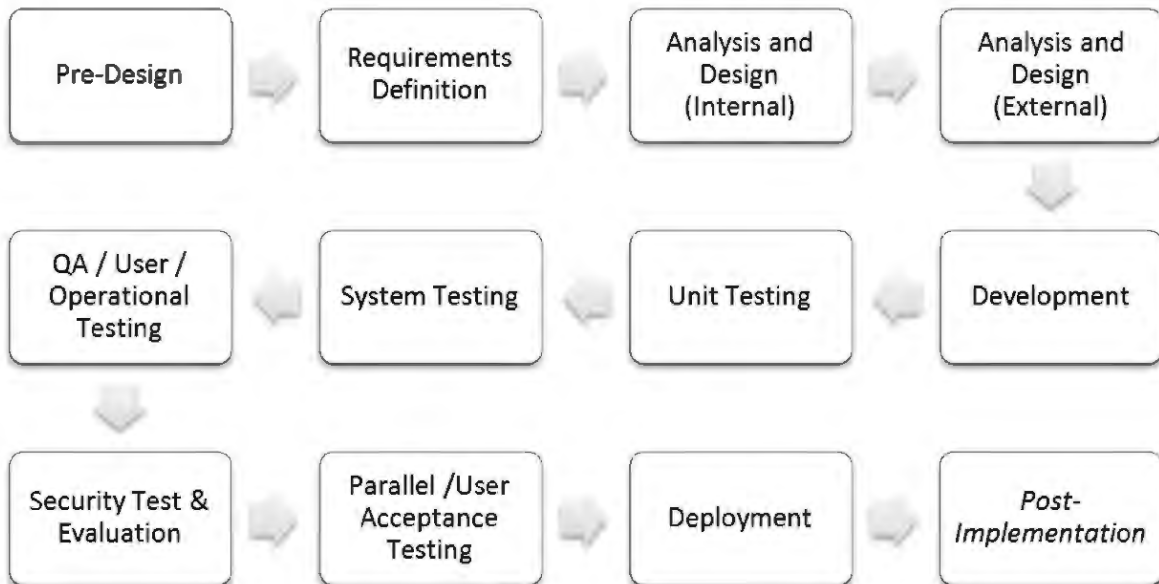 Pre-Design
Requirements
Definition
Analysis and
Design
(Internal)
Analysis and
Design
(External)
QA / User /
Operational
Testing
System Testing
Unit Testing
Development
Security Test &
Evaluation
Parallel /User
Acceptance
Testing
Deployment
Post-
Implementation